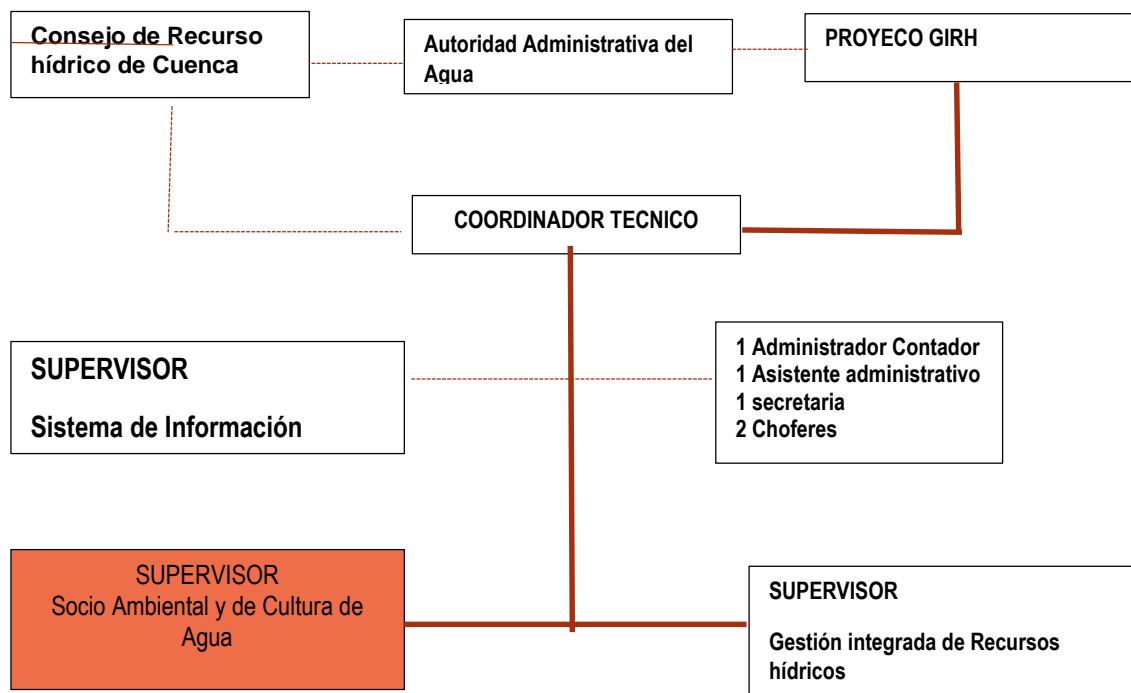 Consejo de Recurso
hídrico de Cuenca
Autoridad Administrativa del
Agua
PROYECO GIRH
COORDINADOR TECNICO
SUPERVISOR
Sistema de Información
1 Administrador Contador
1 Asistente administrativo
1 secretaria
2 Choferes
SUPERVISOR
Socio Ambiental y de Cultura de
Agua
SUPERVISOR
Gestión integrada de Recursos
hídricos